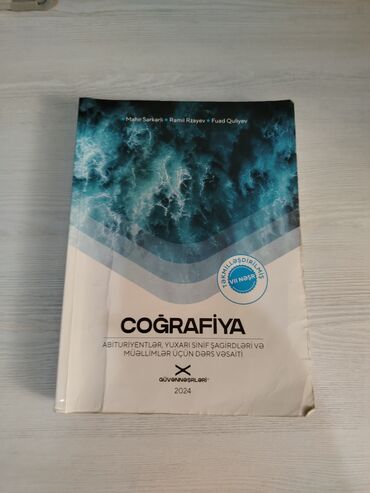 • Mahir Sərkərli • Ramil Rzayev • Fuad Quliyev
TƏKMİLLƏŞDİRİLMİŞ
VII NƏŞR
COĞRAFİYA
ABİTURİYENTLƏR, YUXARI SİNİF ŞAGİRDLƏRİ VƏ
MÜƏLLİMLƏR ÜÇÜN DƏRS VƏSAİTİ
GÜVƏN NƏŞRLƏRİ
2024